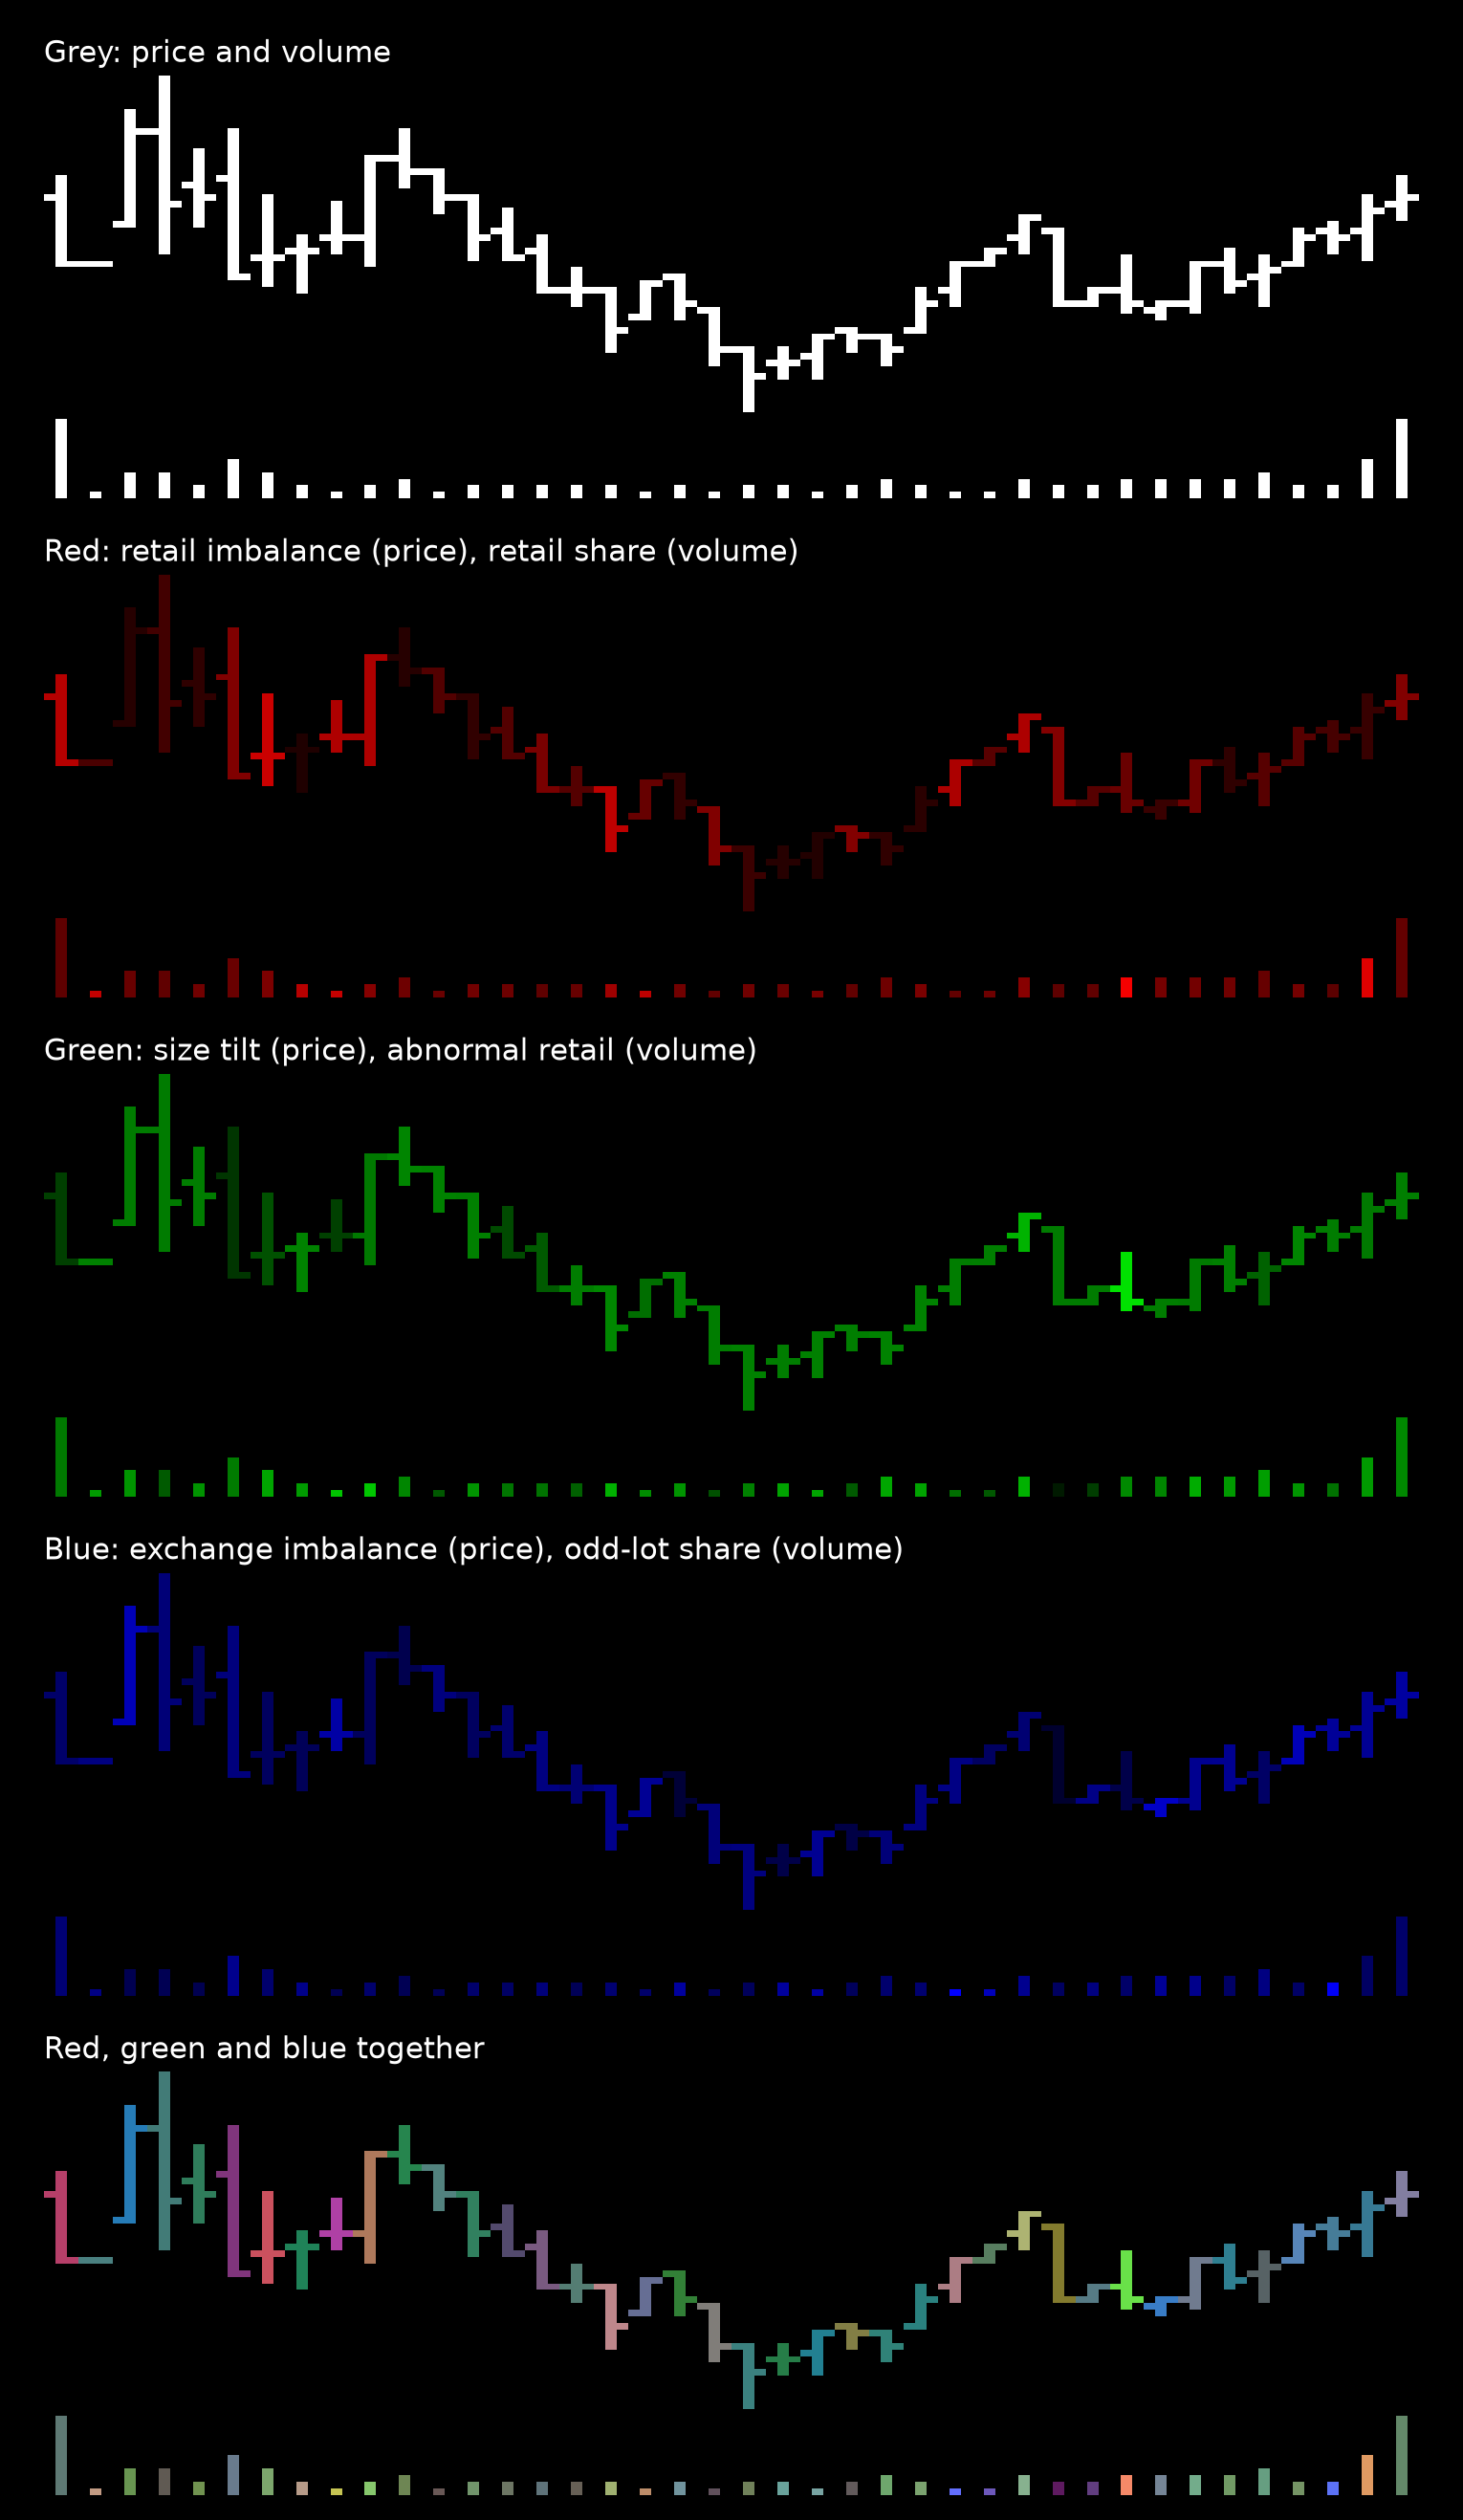 Grey: price and volume
Red: retail imbalance (price), retail share (volume)
Green: size tilt (price), abnormal retail (volume)
Blue: exchange imbalance (price), odd-lot share (volume)
Red, green and blue together